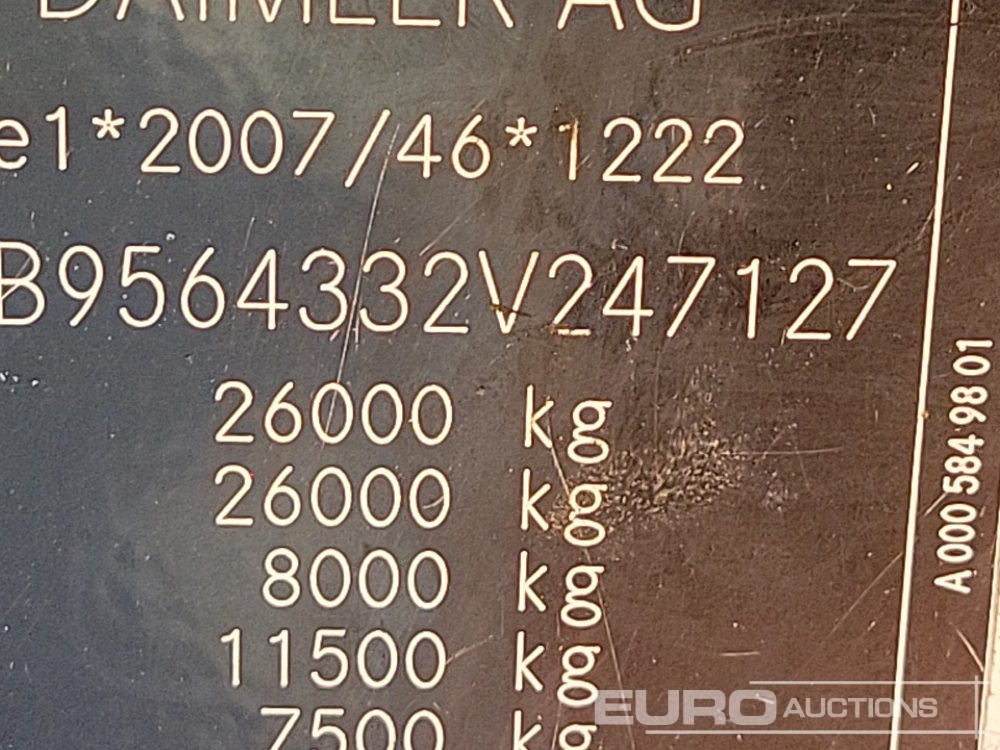 DAIMLER AG
e1*2007/46*1222
B9564332V247127
26000 kg
26000 kg
8000 kg
11500 kg
7500 kg
A 000 584 98 01
EURO AUCTIONS